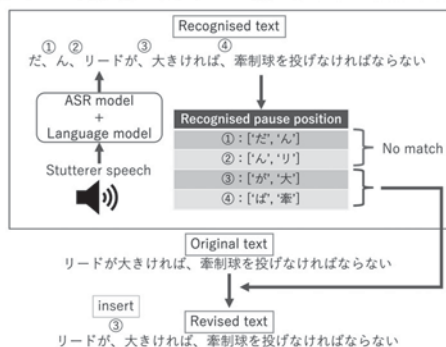 Recognised text
① ② ③ ④
だ、ん、リードが、大きければ、牽制球を投げなければならない
ASR model
+
Language model
Stutterer speech
Recognised pause position
①：['だ', 'ん']
②：['ん', 'リ']
③：['が', '大']
④：['ば', '牽']
No match
Original text
リードが大きければ、牽制球を投げなければならない
insert
③
Revised text
リードが、大きければ、牽制球を投げなければならない